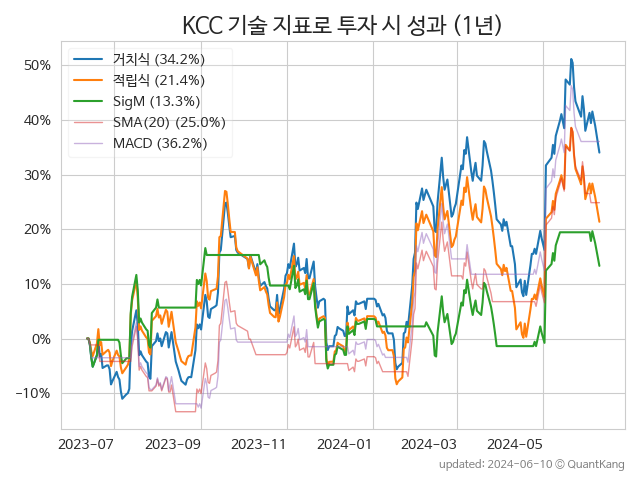 KCC 기술 지표로 투자 시 성과 (1년)
거치식 (34.2%)
적립식 (21.4%)
SigM (13.3%)
SMA(20) (25.0%)
MACD (36.2%)
50%
40%
30%
20%
10%
0%
−10%
2023-07 2023-09 2023-11 2024-01 2024-03 2024-05
updated: 2024-06-10 © QuantKang